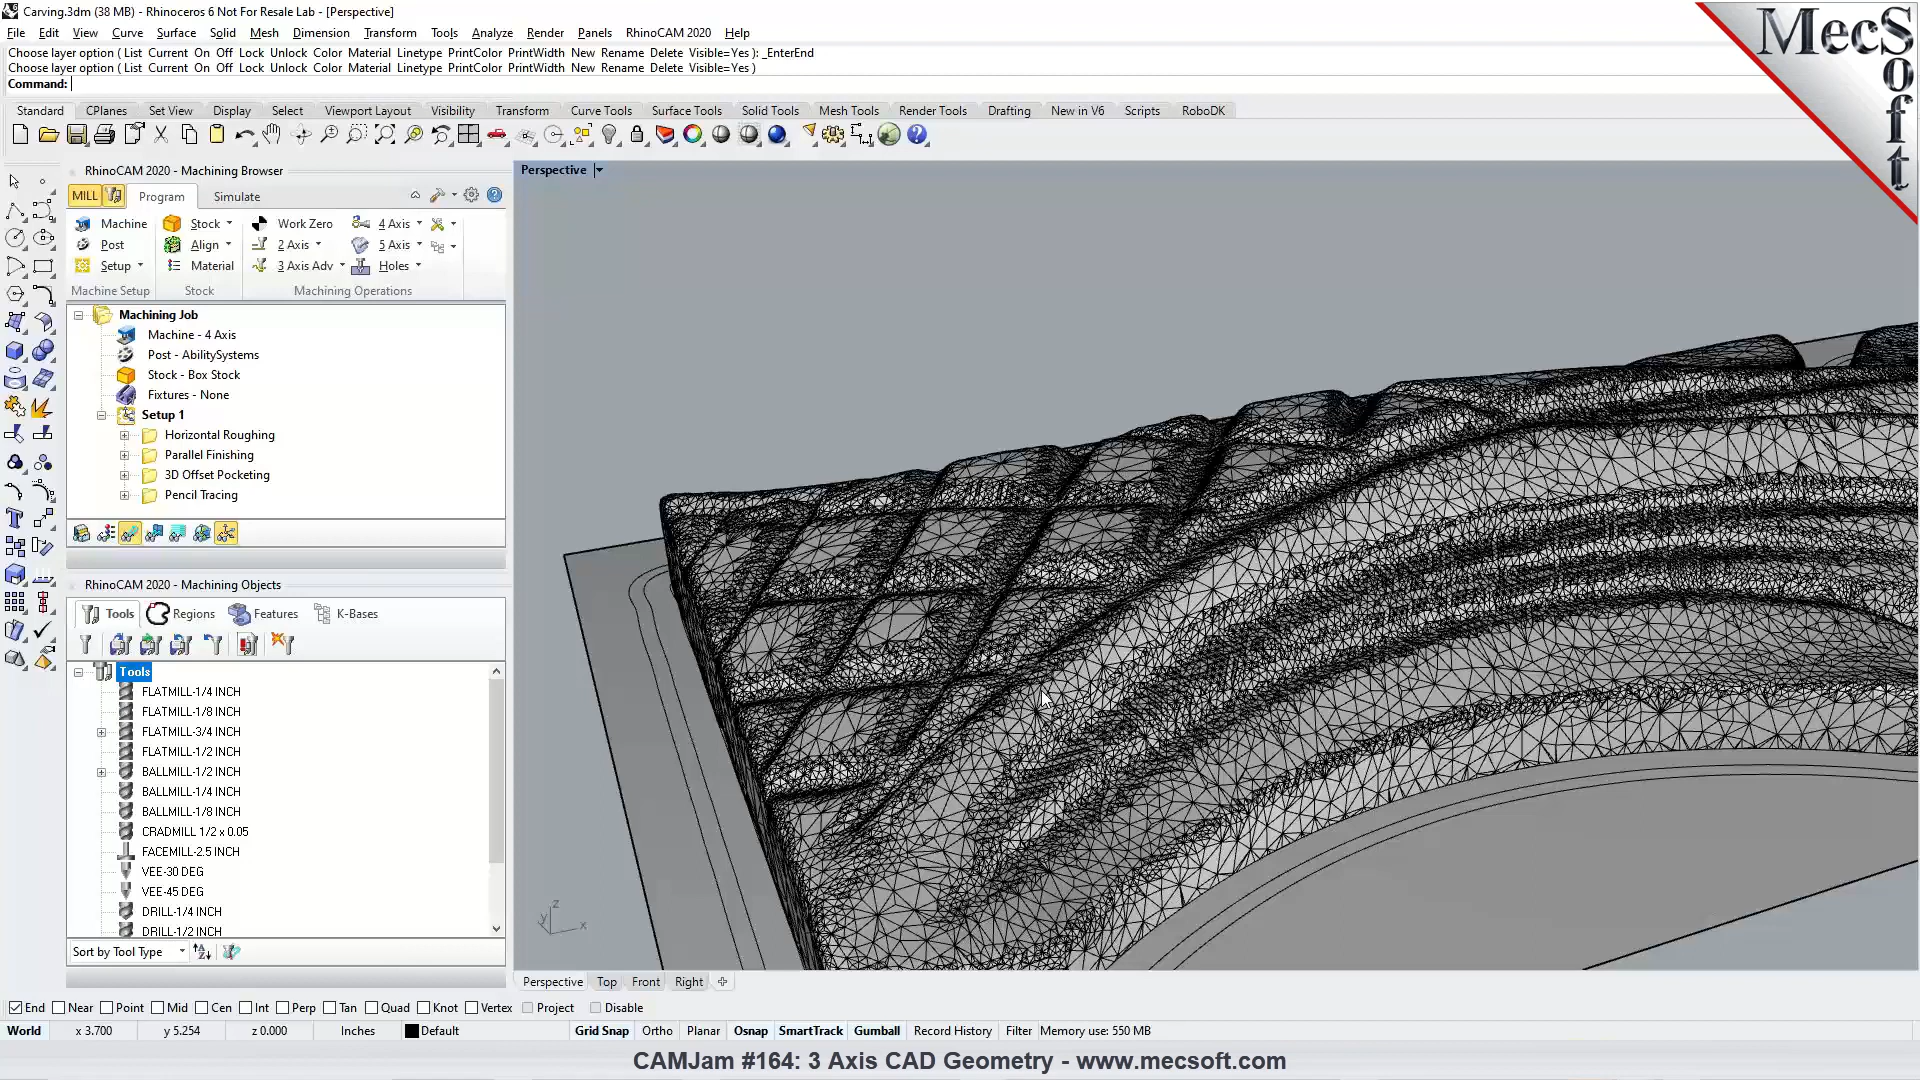 Carving.3dm (38 MB) - Rhinoceros 6 Not For Resale Lab - [Perspective]
File Edit View Curve Surface Solid Mesh Dimension Transform Tools Analyze Render Panels RhinoCAM 2020 Help
Choose layer option ( List Current On Off Lock Unlock Color Material Linetype PrintColor PrintWidth New Rename Delete Visible=Yes ): _EnterEnd
Choose layer option ( List Current On Off Lock Unlock Color Material Linetype PrintColor PrintWidth New Rename Delete Visible=Yes )
Command:
Standard CPlanes Set View Display Select Viewport Layout Visibility Transform Curve Tools Surface Tools Solid Tools Mesh Tools Render Tools Drafting New in V6 Scripts RoboDK
MecSoft
RhinoCAM 2020 - Machining Browser
MILL Program Simulate
Machine Stock Work Zero 4 Axis
Post Align 2 Axis 5 Axis
Setup Material 3 Axis Adv Holes
Machine Setup Stock Machining Operations
Machining Job
Machine - 4 Axis
Post - AbilitySystems
Stock - Box Stock
Fixtures - None
Setup 1
Horizontal Roughing
Parallel Finishing
3D Offset Pocketing
Pencil Tracing
RhinoCAM 2020 - Machining Objects
Tools Regions Features K-Bases
Tools
FLATMILL-1/4 INCH
FLATMILL-1/8 INCH
FLATMILL-3/4 INCH
FLATMILL-1/2 INCH
BALLMILL-1/2 INCH
BALLMILL-1/4 INCH
BALLMILL-1/8 INCH
CRADMILL 1/2 x 0.05
FACEMILL-2.5 INCH
VEE-30 DEG
VEE-45 DEG
DRILL-1/4 INCH
DRILL-1/2 INCH
Sort by Tool Type
Perspective
z
y
x
Perspective Top Front Right
End Near Point Mid Cen Int Perp Tan Quad Knot Vertex Project Disable
World x 3.700 y 5.254 z 0.000 Inches Default Grid Snap Ortho Planar Osnap SmartTrack Gumball Record History Filter Memory use: 550 MB
CAMJam #164: 3 Axis CAD Geometry - www.mecsoft.com